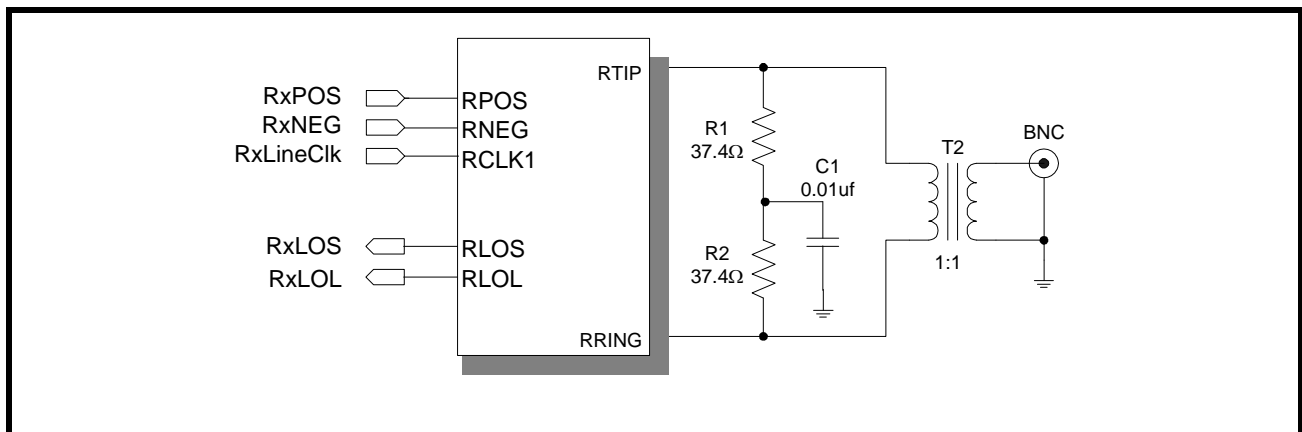 RxPOS
RxNEG
RxLineClk
RxLOS
RxLOL
RPOS
RNEG
RCLK1
RLOS
RLOL
RTIP
RRING
R1
37.4Ω
R2
37.4Ω
C1
0.01uf
T2
1:1
BNC